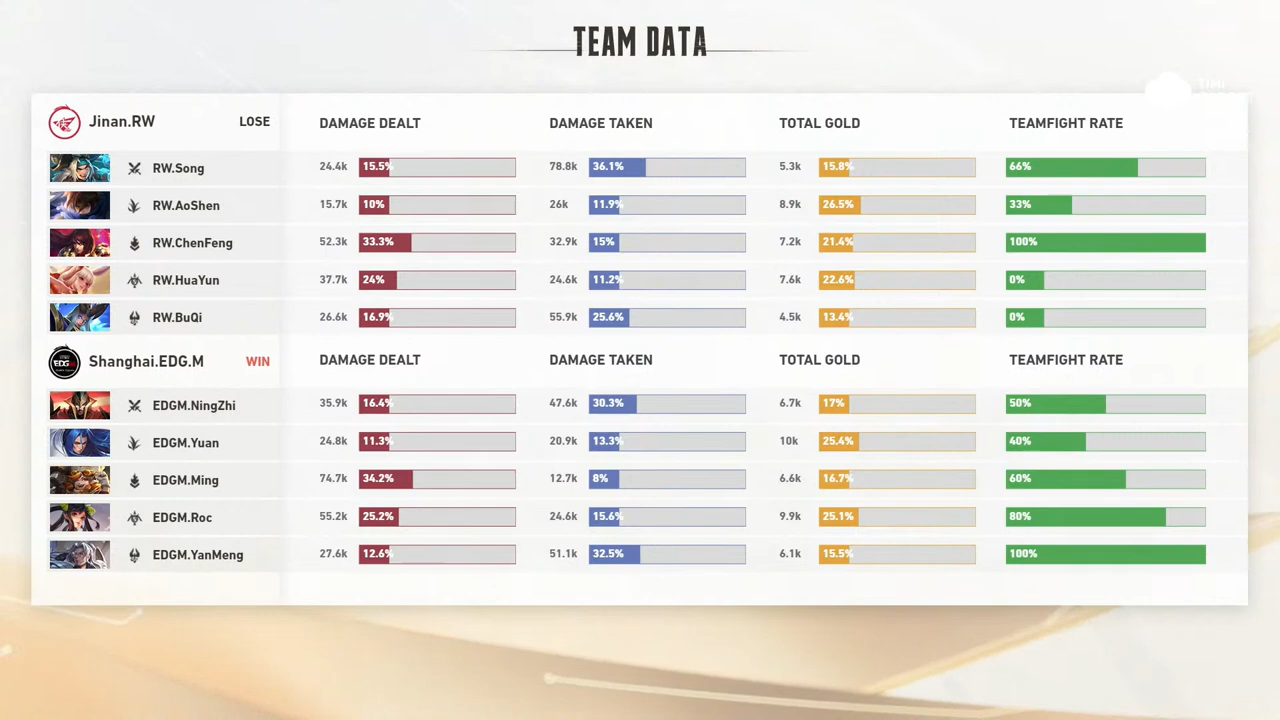 TEAM DATA
Jinan.RW LOSE DAMAGE DEALT DAMAGE TAKEN TOTAL GOLD TEAMFIGHT RATE
RW.Song 24.4k 15.5% 78.8k 36.1% 5.3k 15.8% 66%
RW.AoShen 15.7k 10% 26k 11.9% 8.9k 26.5% 33%
RW.ChenFeng 52.3k 33.3% 32.9k 15% 7.2k 21.4% 100%
RW.HuaYun 37.7k 24% 24.6k 11.2% 7.6k 22.6% 0%
RW.BuQi 26.6k 16.9% 55.9k 25.6% 4.5k 13.4% 0%
EDGM Shanghai.EDG.M WIN DAMAGE DEALT DAMAGE TAKEN TOTAL GOLD TEAMFIGHT RATE
EDGM.NingZhi 35.9k 16.4% 47.6k 30.3% 6.7k 17% 50%
EDGM.Yuan 24.8k 11.3% 20.9k 13.3% 10k 25.4% 40%
EDGM.Ming 74.7k 34.2% 12.7k 8% 6.6k 16.7% 60%
EDGM.Roc 55.2k 25.2% 24.6k 15.6% 9.9k 25.1% 80%
EDGM.YanMeng 27.6k 12.6% 51.1k 32.5% 6.1k 15.5% 100%